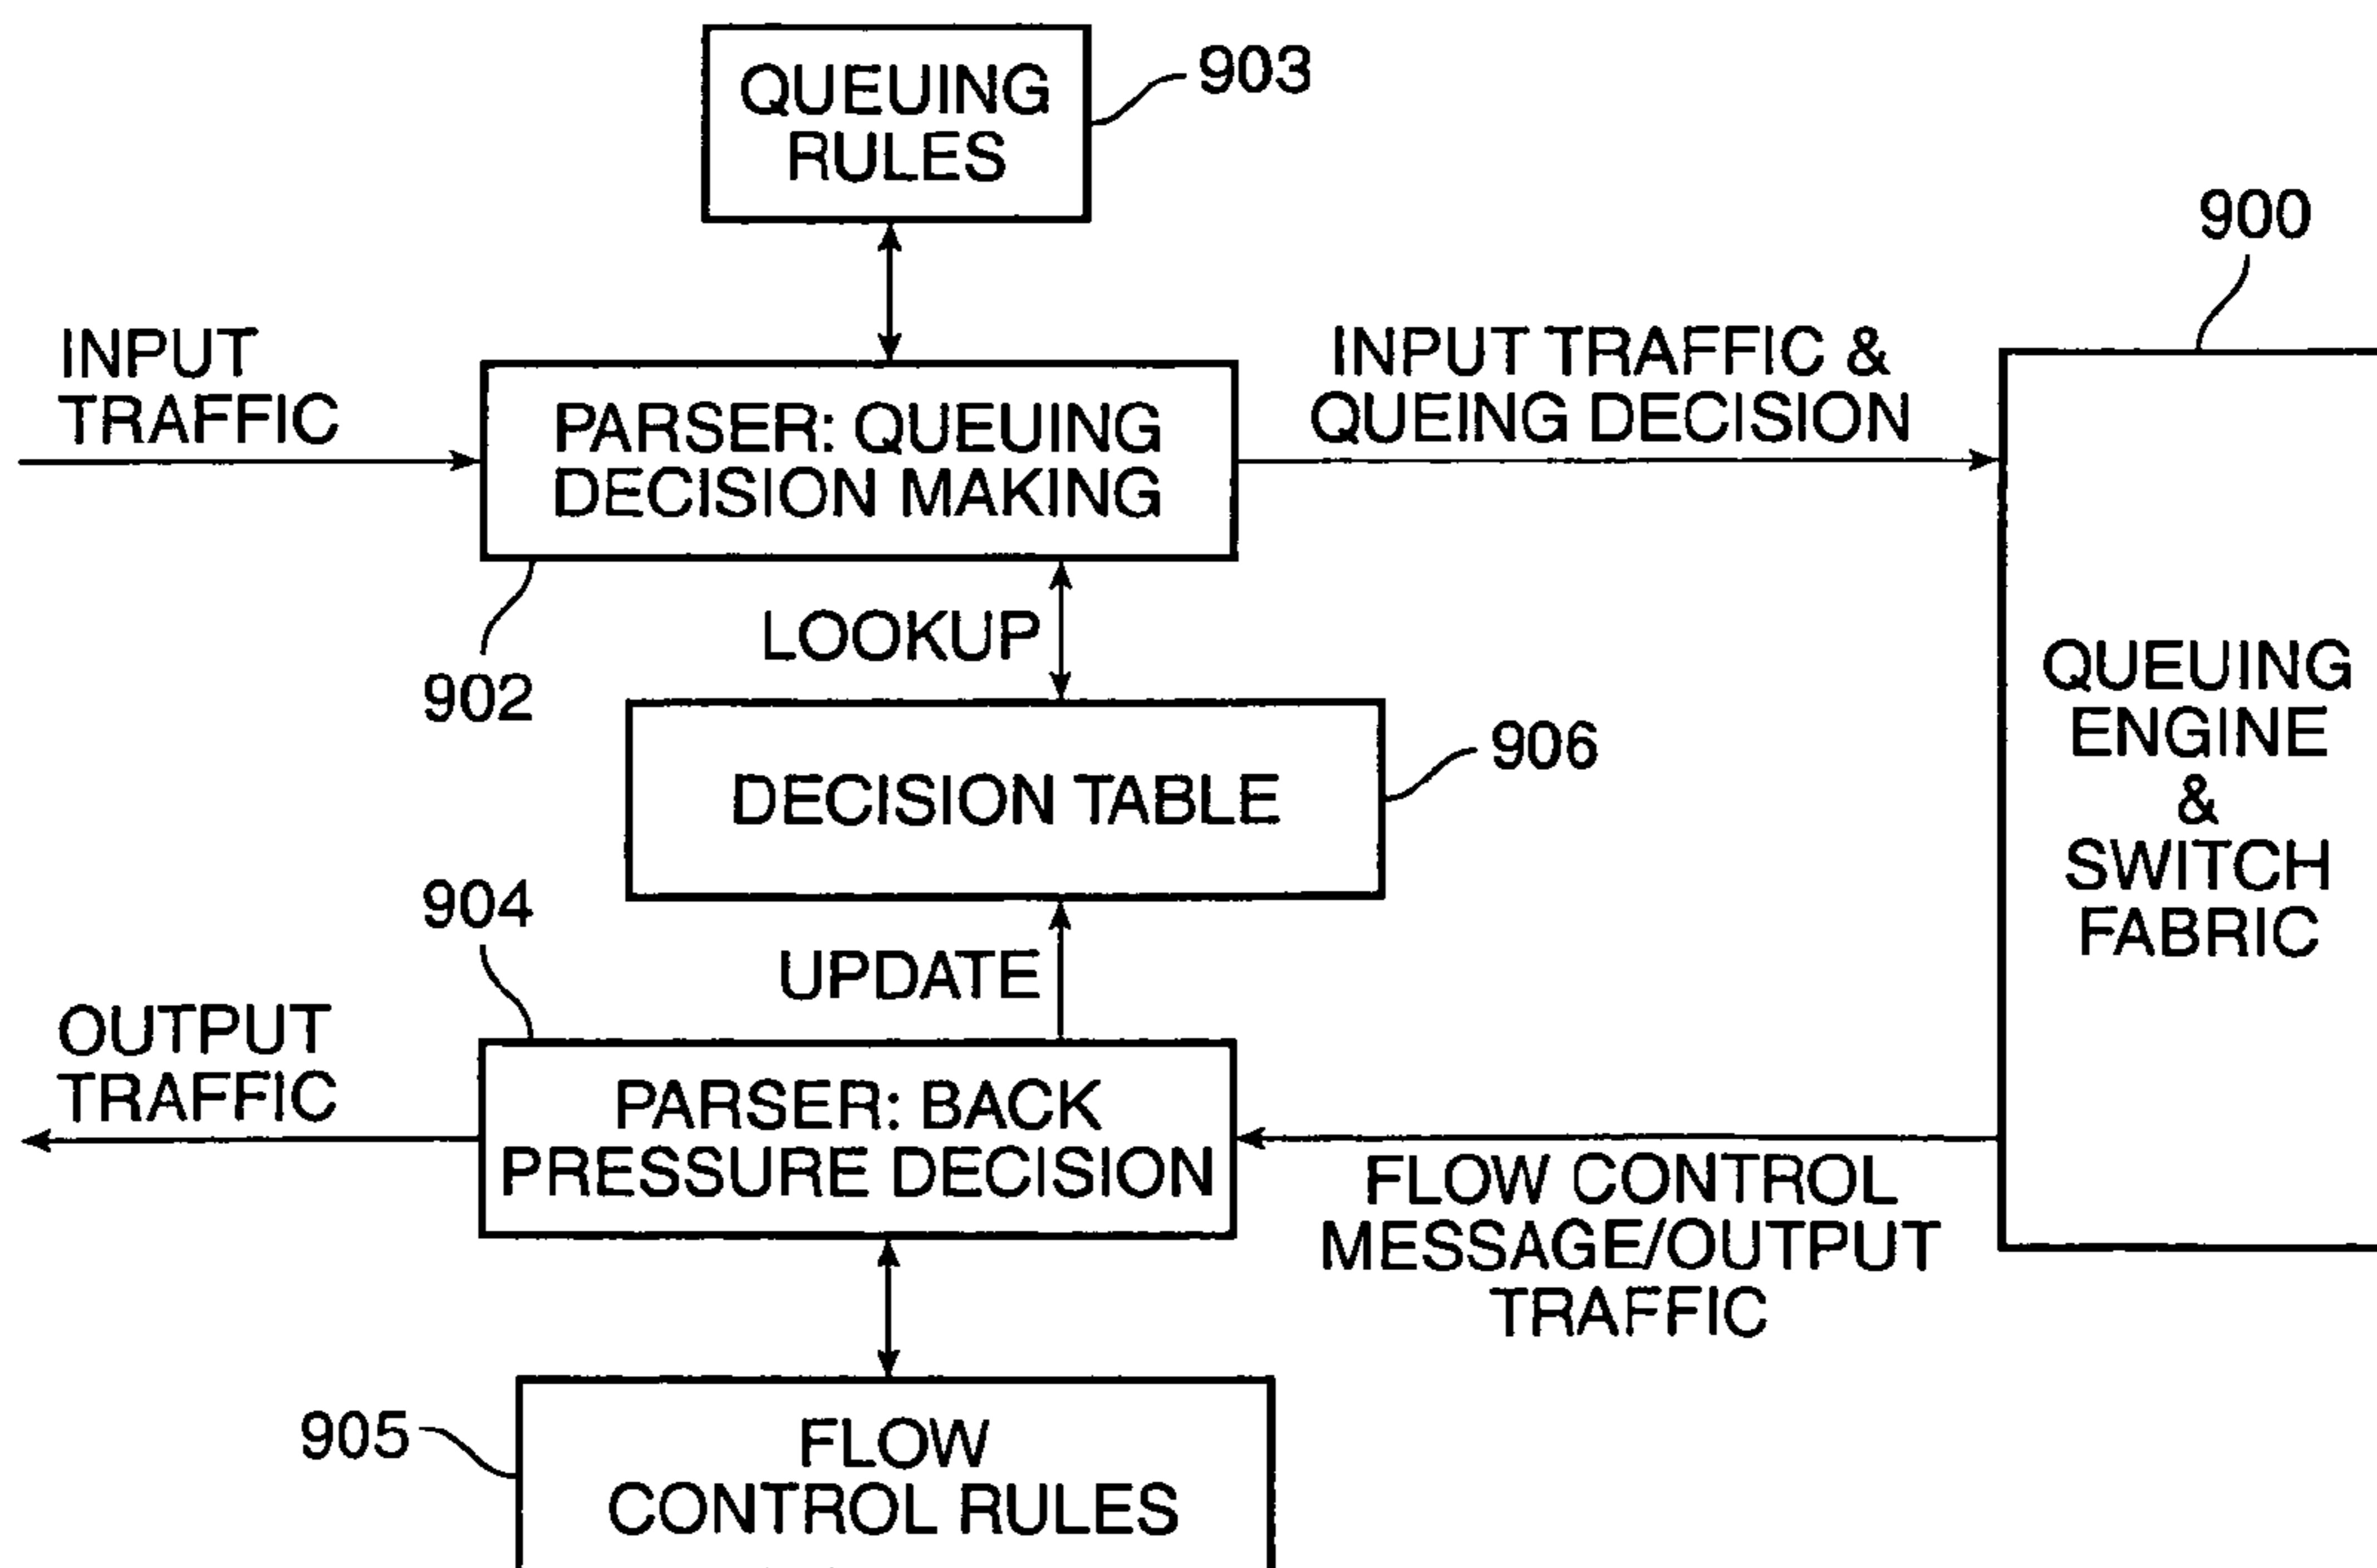 QUEUING
RULES
903
900
INPUT
TRAFFIC
PARSER: QUEUING
DECISION MAKING
INPUT TRAFFIC &
QUEING DECISION
LOOKUP
902
DECISION TABLE
906
QUEUING
ENGINE
&
SWITCH
FABRIC
904
UPDATE
OUTPUT
TRAFFIC
PARSER: BACK
PRESSURE DECISION
FLOW CONTROL
MESSAGE/OUTPUT
TRAFFIC
905
FLOW
CONTROL RULES